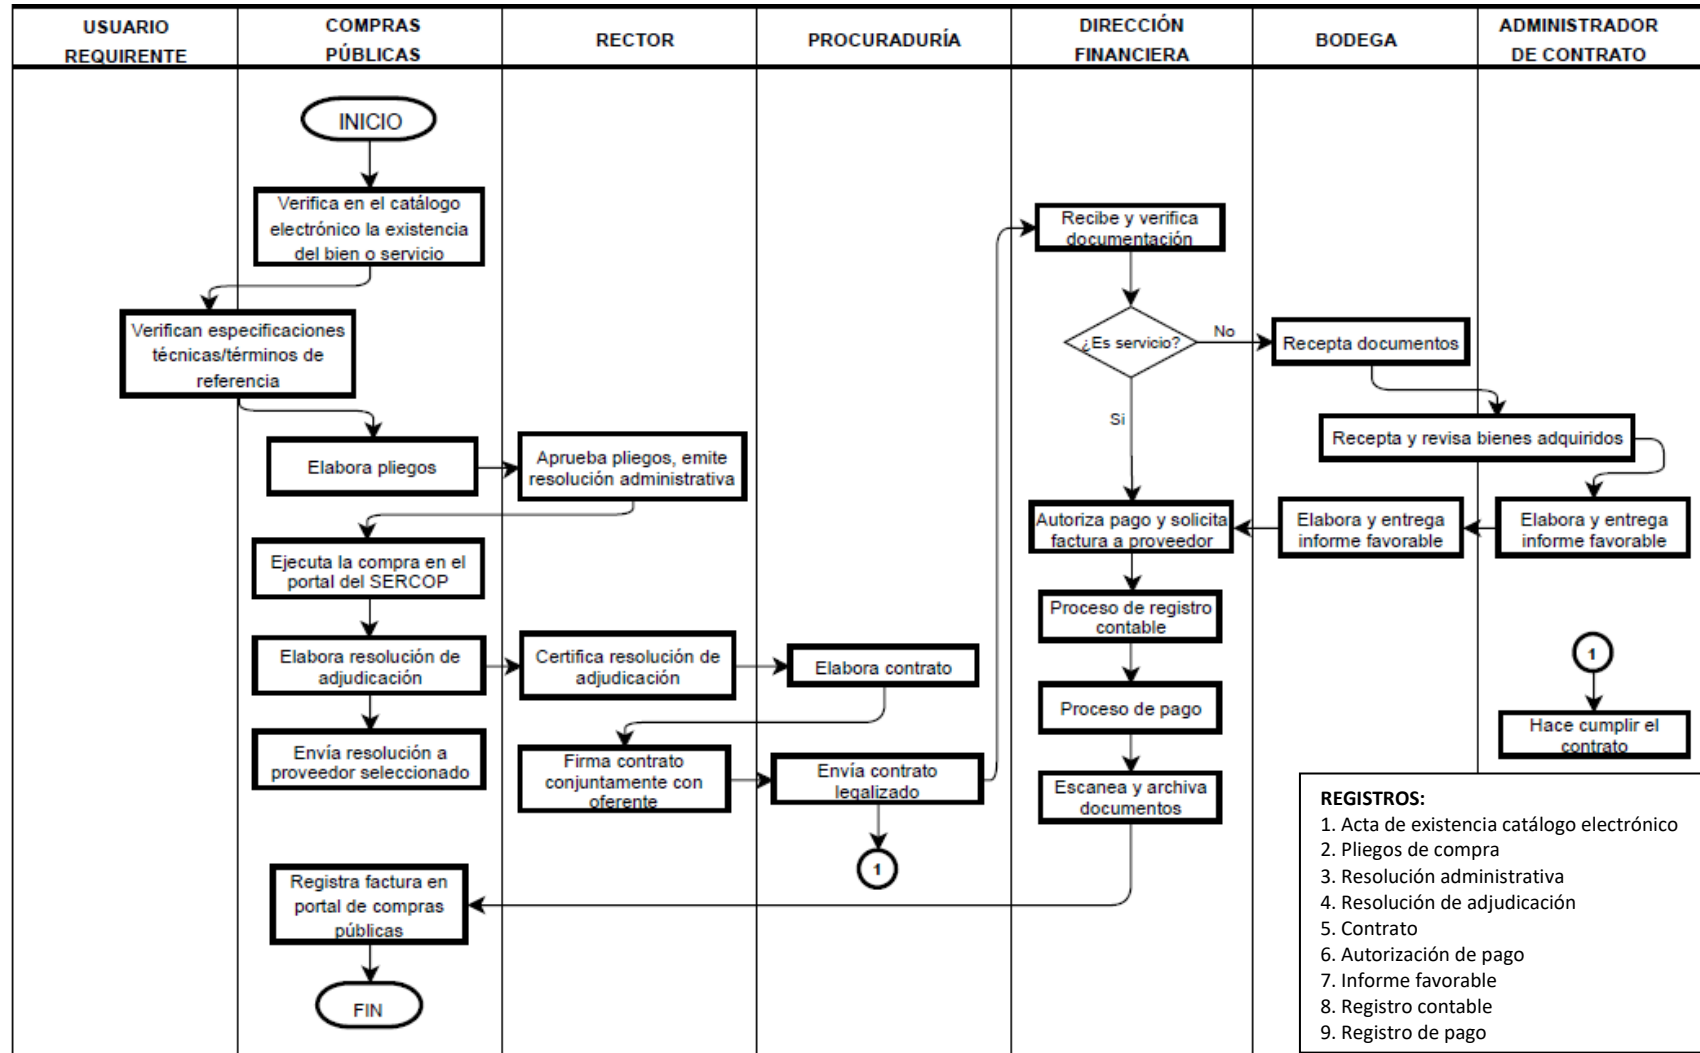 USUARIO
REQUIRENTE
COMPRAS
PÚBLICAS
RECTOR
PROCURADURÍA
DIRECCIÓN
FINANCIERA
BODEGA
ADMINISTRADOR
DE CONTRATO
INICIO
Verifica en el catálogo
electrónico la existencia
del bien o servicio
Verifican especificaciones
técnicas/términos de
referencia
Elabora pliegos
Aprueba pliegos, emite
resolución administrativa
Ejecuta la compra en el
portal del SERCOP
Elabora resolución de
adjudicación
Certifica resolución de
adjudicación
Elabora contrato
Envía resolución a
proveedor seleccionado
Firma contrato
conjuntamente con
oferente
Envía contrato
legalizado
1
Recibe y verifica
documentación
¿Es servicio?
No
Si
Recepta documentos
Recepta y revisa bienes adquiridos
Elabora y entrega
informe favorable
Elabora y entrega
informe favorable
Autoriza pago y solicita
factura a proveedor
Proceso de registro
contable
Proceso de pago
Escanea y archiva
documentos
1
Hace cumplir el
contrato
Registra factura en
portal de compras
públicas
FIN
REGISTROS:
1. Acta de existencia catálogo electrónico
2. Pliegos de compra
3. Resolución administrativa
4. Resolución de adjudicación
5. Contrato
6. Autorización de pago
7. Informe favorable
8. Registro contable
9. Registro de pago